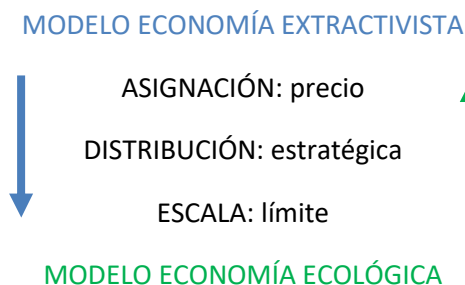 MODELO ECONOMÍA EXTRACTIVISTA
ASIGNACIÓN: precio
DISTRIBUCIÓN: estratégica
ESCALA: límite
MODELO ECONOMÍA ECOLÓGICA